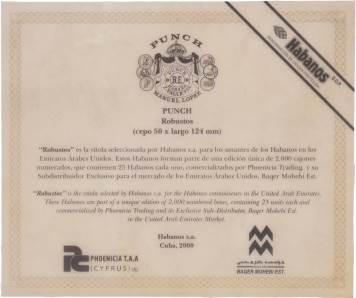 PUNCH
MANUEL LOPEZ
Habanos s.a.
PUNCH
Robustos
(cepo 50 x largo 124 mm)
"Robustos" es la vitola seleccionada por Habanos s.a. para los amantes de los Habanos en los
Emiratos Árabes Unidos. Estos Habanos forman parte de una edición única de 2.000 cajones
numerados, que contienen 25 Habanos cada uno, comercializados por Phoenicia Trading y su
Subdistribuidor Exclusivo para el mercado de los Emiratos Árabes Unidos, Bager Mohebi Est.
"Robustos" is the vitola selected by Habanos s.a. for the Habanos connoisseurs in the United Arab Emirates.
These Habanos are part of a unique edition of 2,000 numbered boxes, containing 25 units each and
commercialized by Phoenicia Trading and its Exclusive Sub-Distributor, Bager Mohebi Est.
in the United Arab Emirates Market.
Habanos s.a.
Cuba, 2008
PHOENICIA T.A.A
(CYPRUS)
BAGER MOHEBI EST.